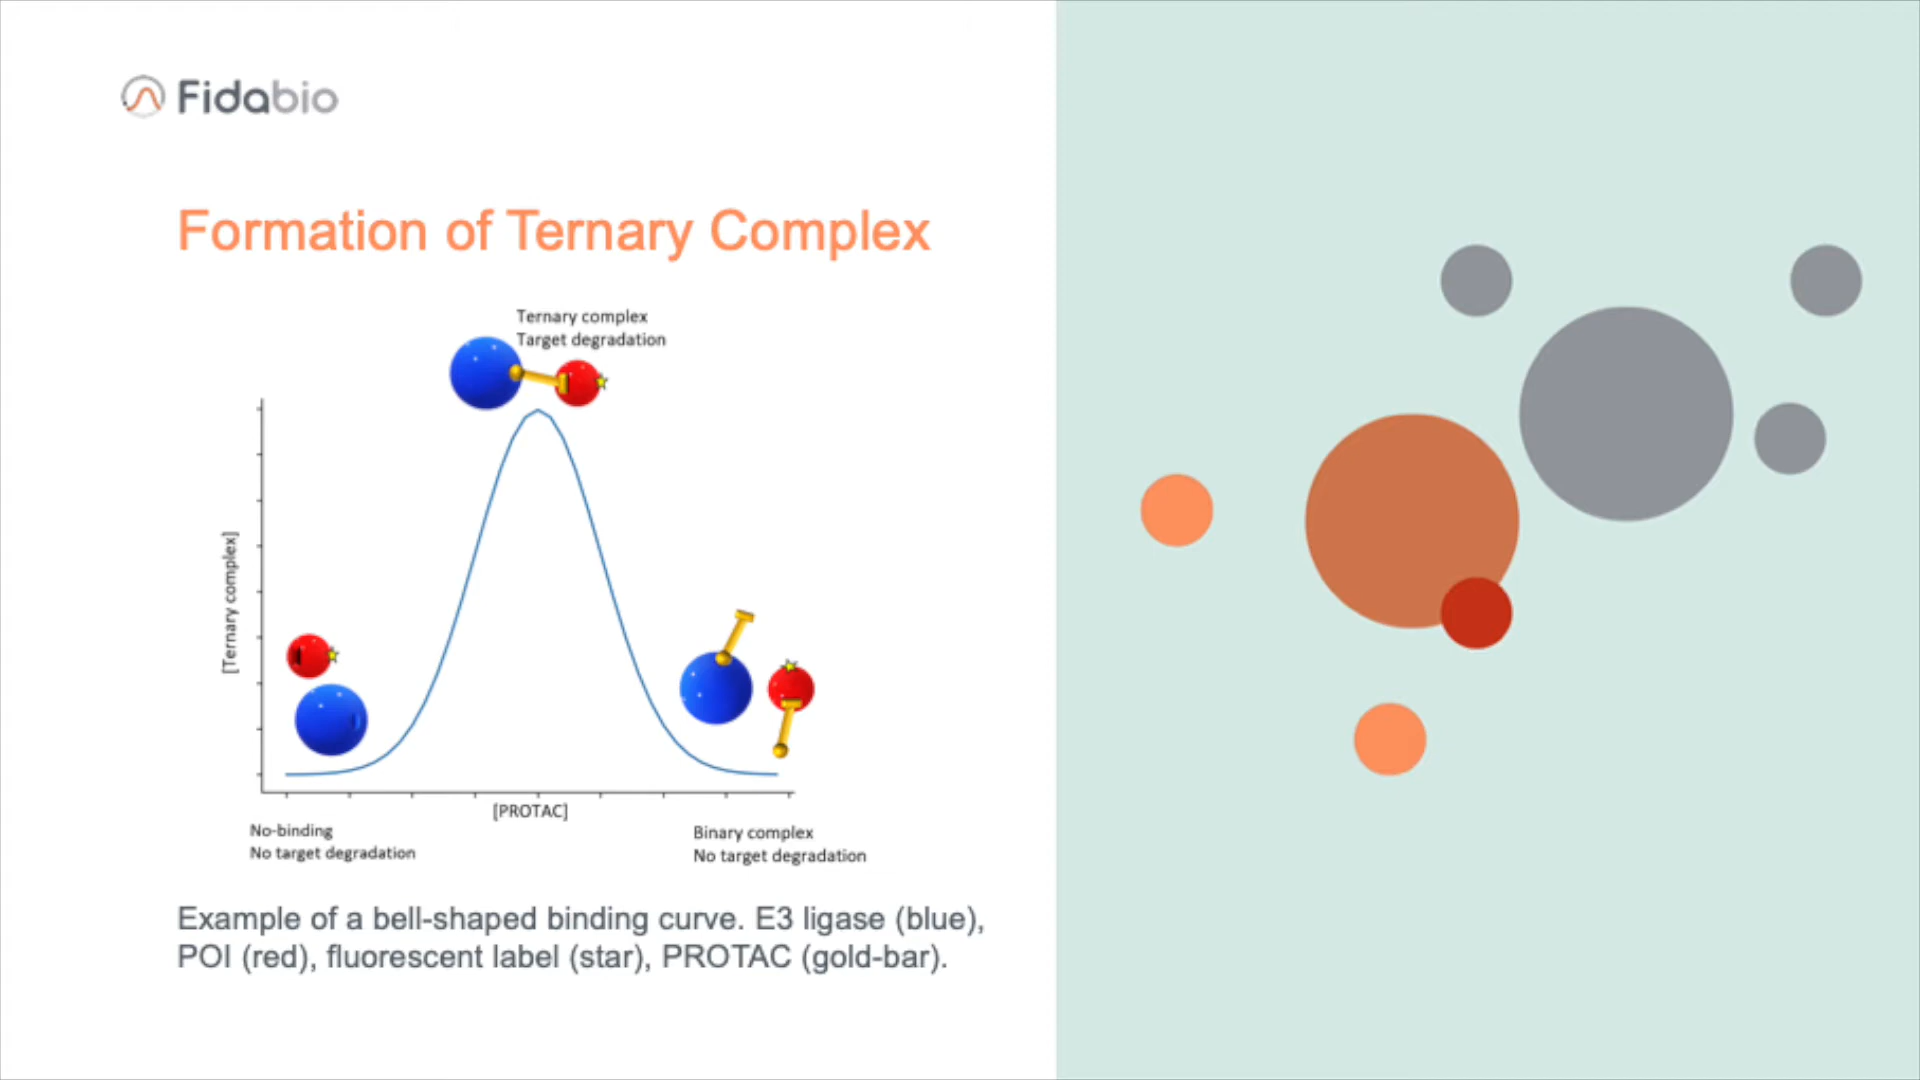 Fidabio
Formation of Ternary Complex
Ternary complex
Target degradation
[Ternary complex]
[PROTAC]
No-binding
No target degradation
Binary complex
No target degradation
Example of a bell-shaped binding curve. E3 ligase (blue),
POI (red), fluorescent label (star), PROTAC (gold-bar).